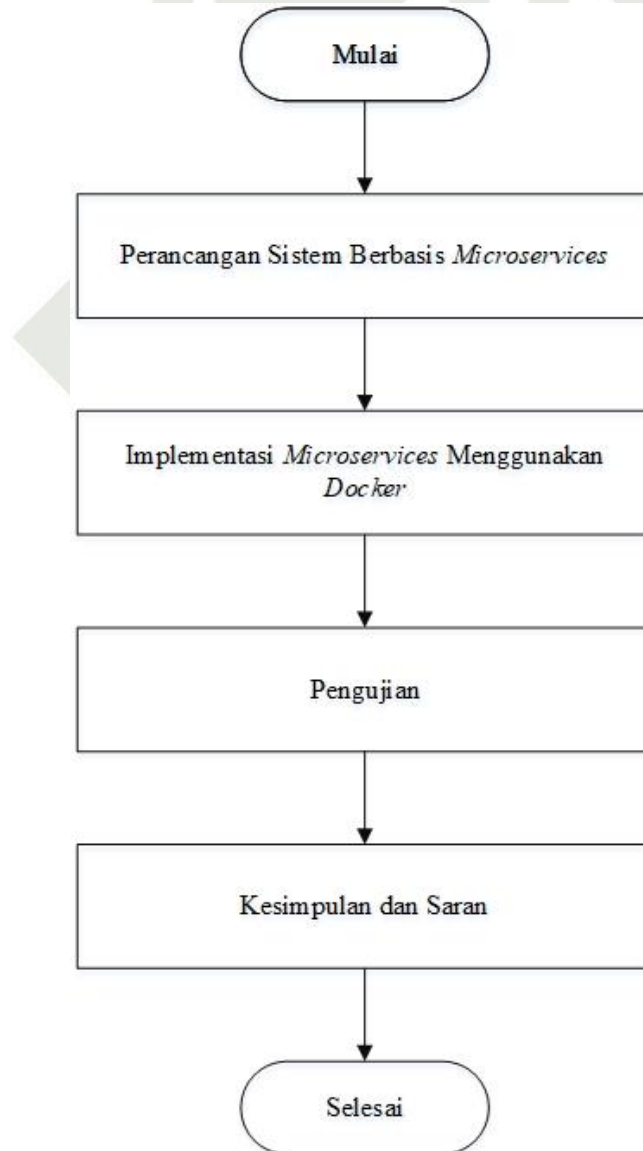 Mulai
Perancangan Sistem Berbasis Microservices
Implementasi Microservices Menggunakan
Docker
Pengujian
Kesimpulan dan Saran
Selesai